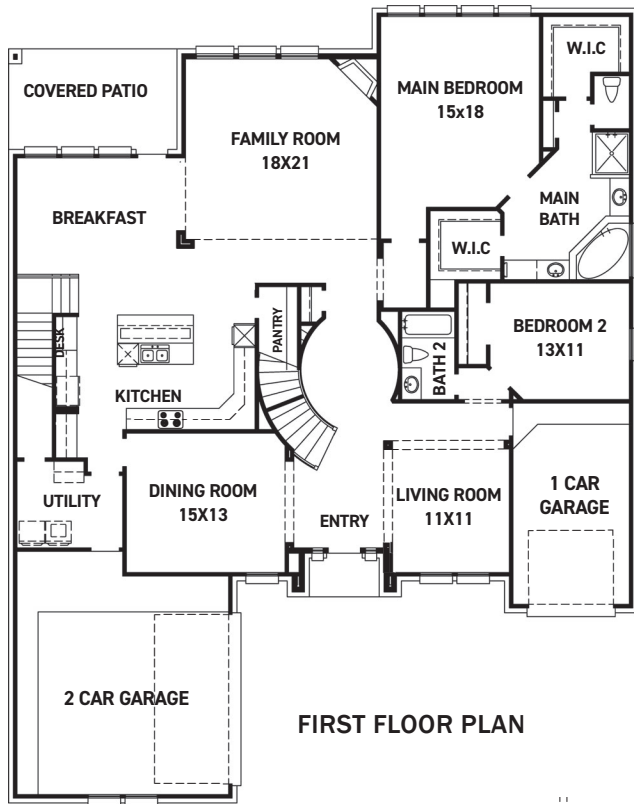 W.I.C
COVERED PATIO
MAIN BEDROOM
15x18
FAMILY ROOM
18X21
BREAKFAST
MAIN
BATH
W.I.C
PANTRY
BEDROOM 2
13X11
DESK
BATH 2
KITCHEN
DINING ROOM
15X13
LIVING ROOM
11X11
1 CAR
GARAGE
UTILITY
ENTRY
2 CAR GARAGE
FIRST FLOOR PLAN